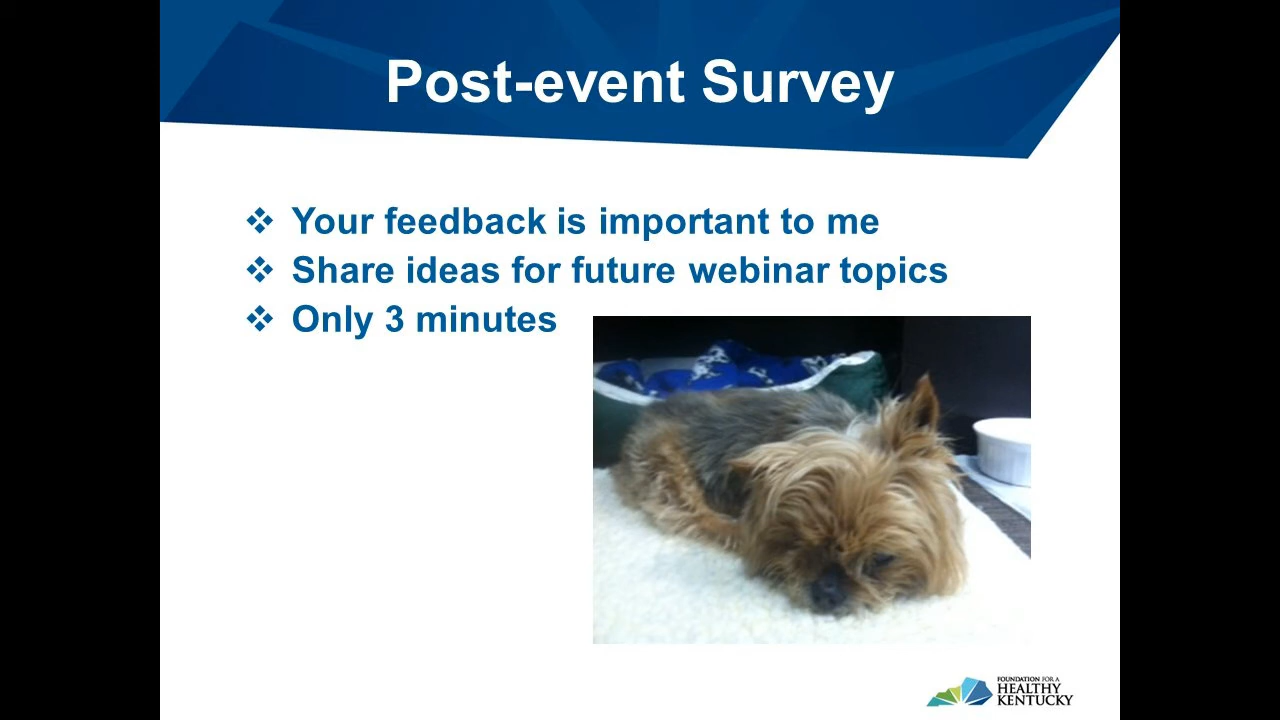 Post-event Survey
❖ Your feedback is important to me
❖ Share ideas for future webinar topics
❖ Only 3 minutes
FOUNDATION FOR A
HEALTHY
KENTUCKY